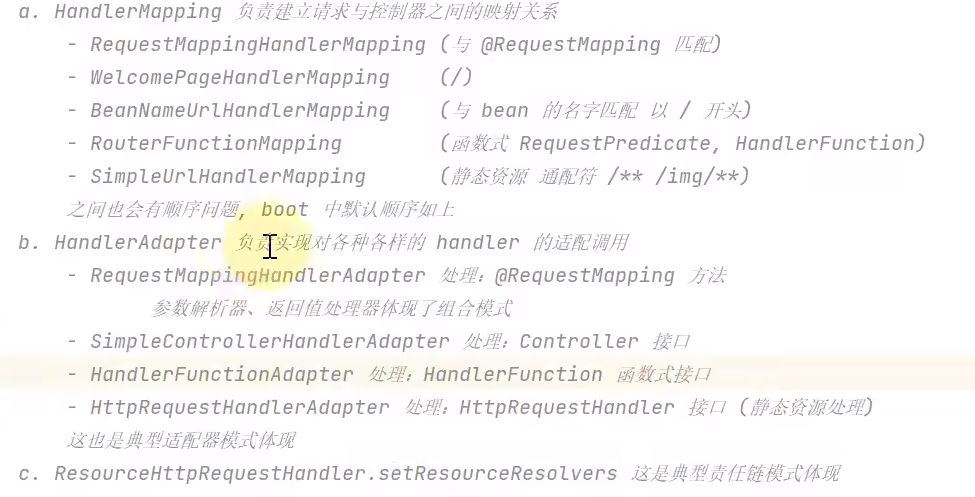 a. HandlerMapping 负责建立请求与控制器之间的映射关系
- RequestMappingHandlerMapping (与 @RequestMapping 匹配)
- WelcomePageHandlerMapping (/)
- BeanNameUrlHandlerMapping (与 bean 的名字匹配 以 / 开头)
- RouterFunctionMapping (函数式 RequestPredicate, HandlerFunction)
- SimpleUrlHandlerMapping (静态资源 通配符 /** /img/**)
之间也会有顺序问题, boot 中默认顺序如上
b. HandlerAdapter 负责实现对各种各样的 handler 的适配调用
- RequestMappingHandlerAdapter 处理：@RequestMapping 方法
参数解析器、返回值处理器体现了组合模式
- SimpleControllerHandlerAdapter 处理：Controller 接口
- HandlerFunctionAdapter 处理：HandlerFunction 函数式接口
- HttpRequestHandlerAdapter 处理：HttpRequestHandler 接口 (静态资源处理)
这也是典型适配器模式体现
c. ResourceHttpRequestHandler.setResourceResolvers 这是典型责任链模式体现